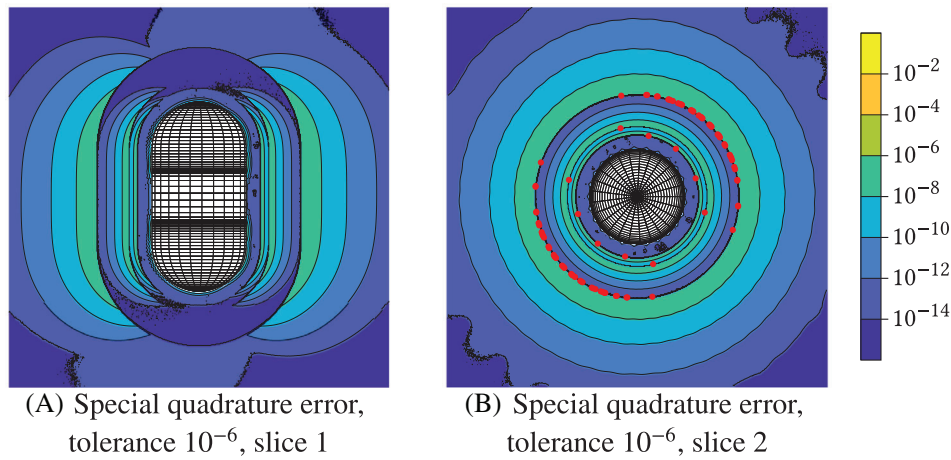 10⁻²
10⁻⁴
10⁻⁶
10⁻⁸
10⁻¹⁰
10⁻¹²
10⁻¹⁴
(A) Special quadrature error,
tolerance 10⁻⁶, slice 1
(B) Special quadrature error,
tolerance 10⁻⁶, slice 2